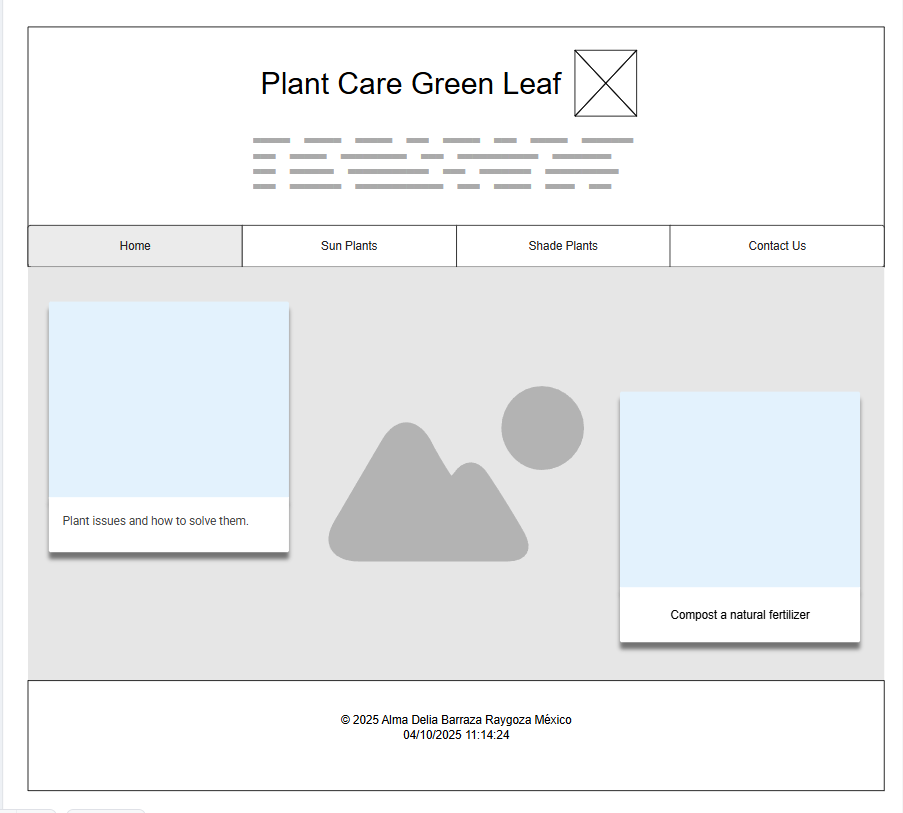 Plant Care Green Leaf
Home
Sun Plants
Shade Plants
Contact Us
Plant issues and how to solve them.
Compost a natural fertilizer
© 2025 Alma Delia Barraza Raygoza México
04/10/2025 11:14:24